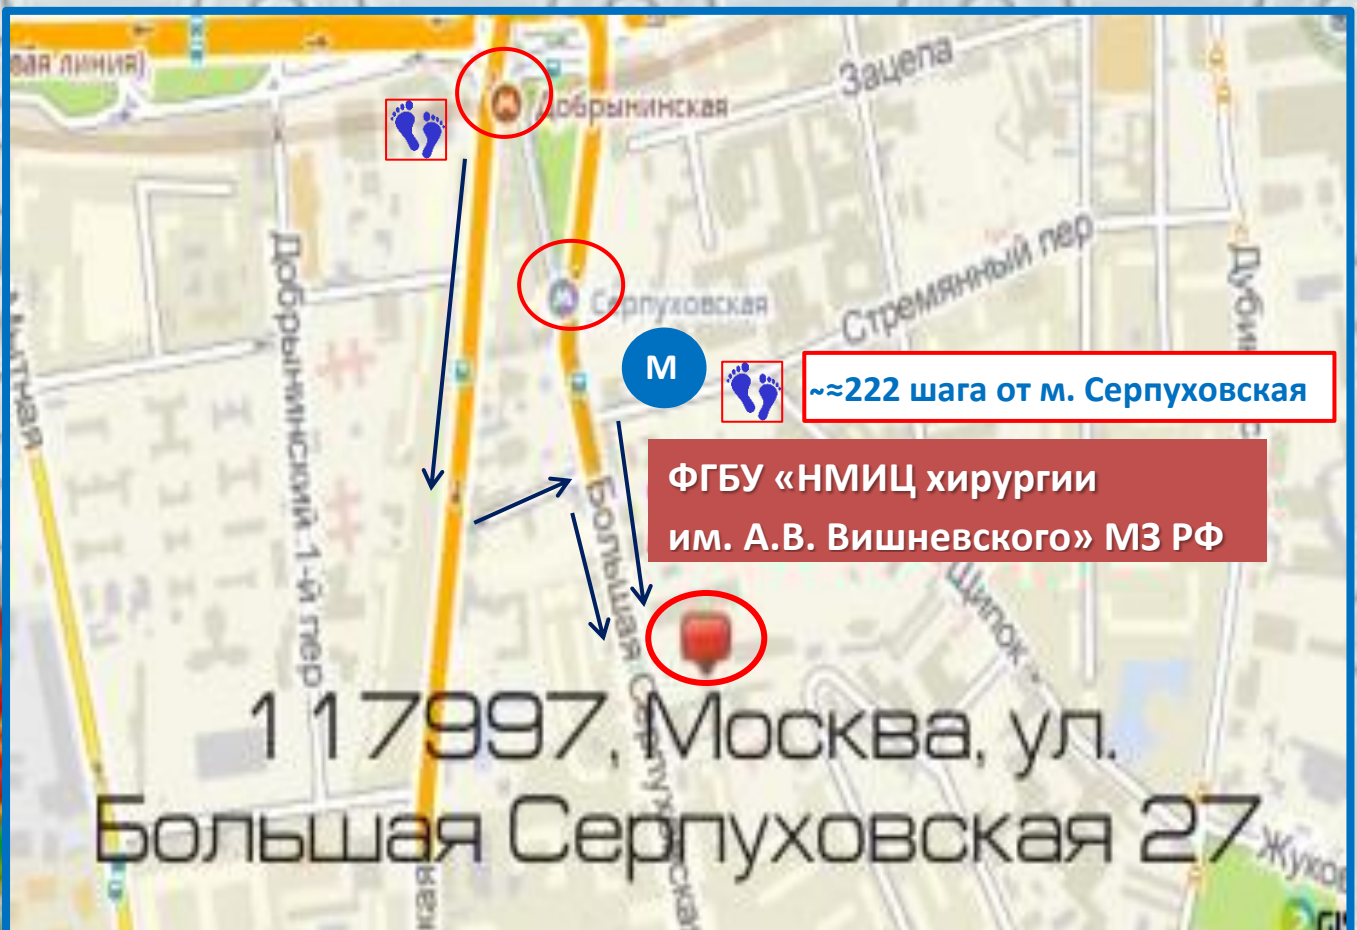 Зацепа
Добрынинская
Стремянный пер
Добрынинский 1-й пер
Серпуховская
М
~≈222 шага от м. Серпуховская
ФГБУ «НМИЦ хирургии
им. А.В. Вишневского» МЗ РФ
Большая Серпуховская
Щипок
117997, Москва, ул.
Большая Серпуховская 27